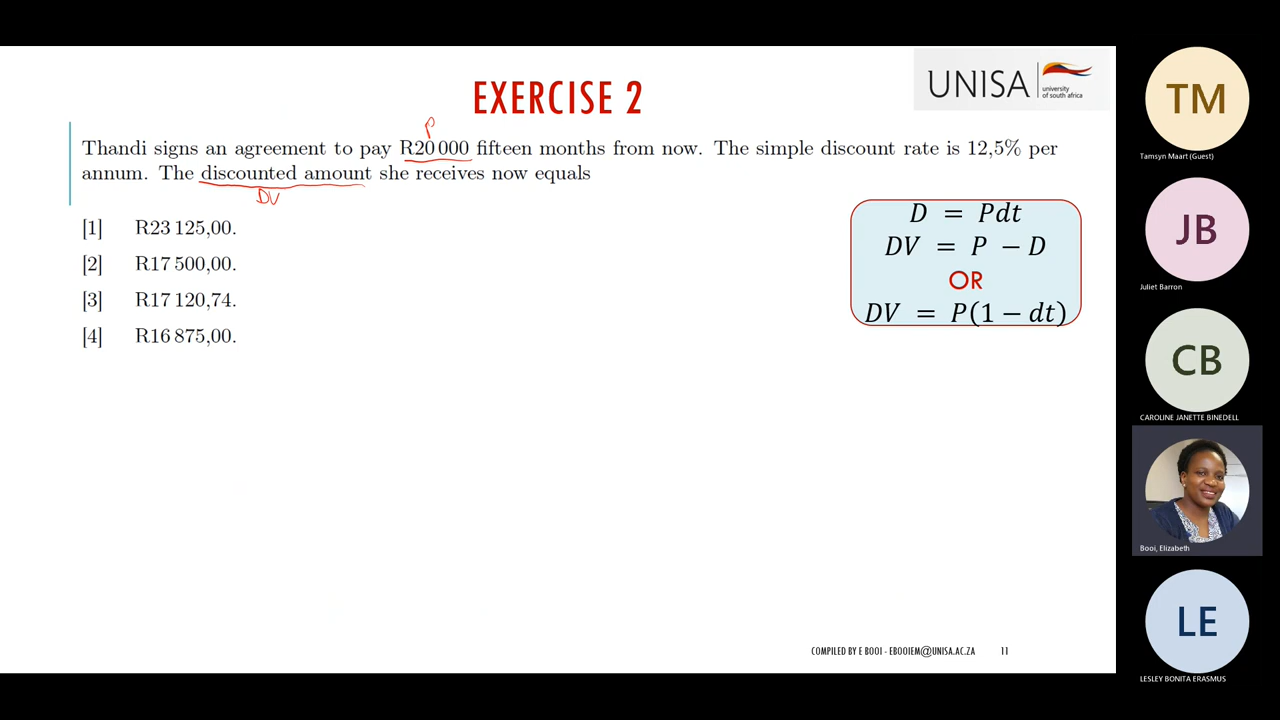 EXERCISE 2
UNISA
university
of south africa
P
Thandi signs an agreement to pay R20 000 fifteen months from now. The simple discount rate is 12,5% per
annum. The discounted amount she receives now equals
DV
[1] R23 125,00.
[2] R17 500,00.
[3] R17 120,74.
[4] R16 875,00.
D = Pdt
DV = P − D
OR
DV = P(1 − dt)
COMPILED BY E BOOI - EBOOIEM@UNISA.AC.ZA 11
TM
Tamsyn Maart (Guest)
JB
Juliet Barron
CB
CAROLINE JANETTE BINEDELL
Booi, Elizabeth
LE
LESLEY BONITA ERASMUS